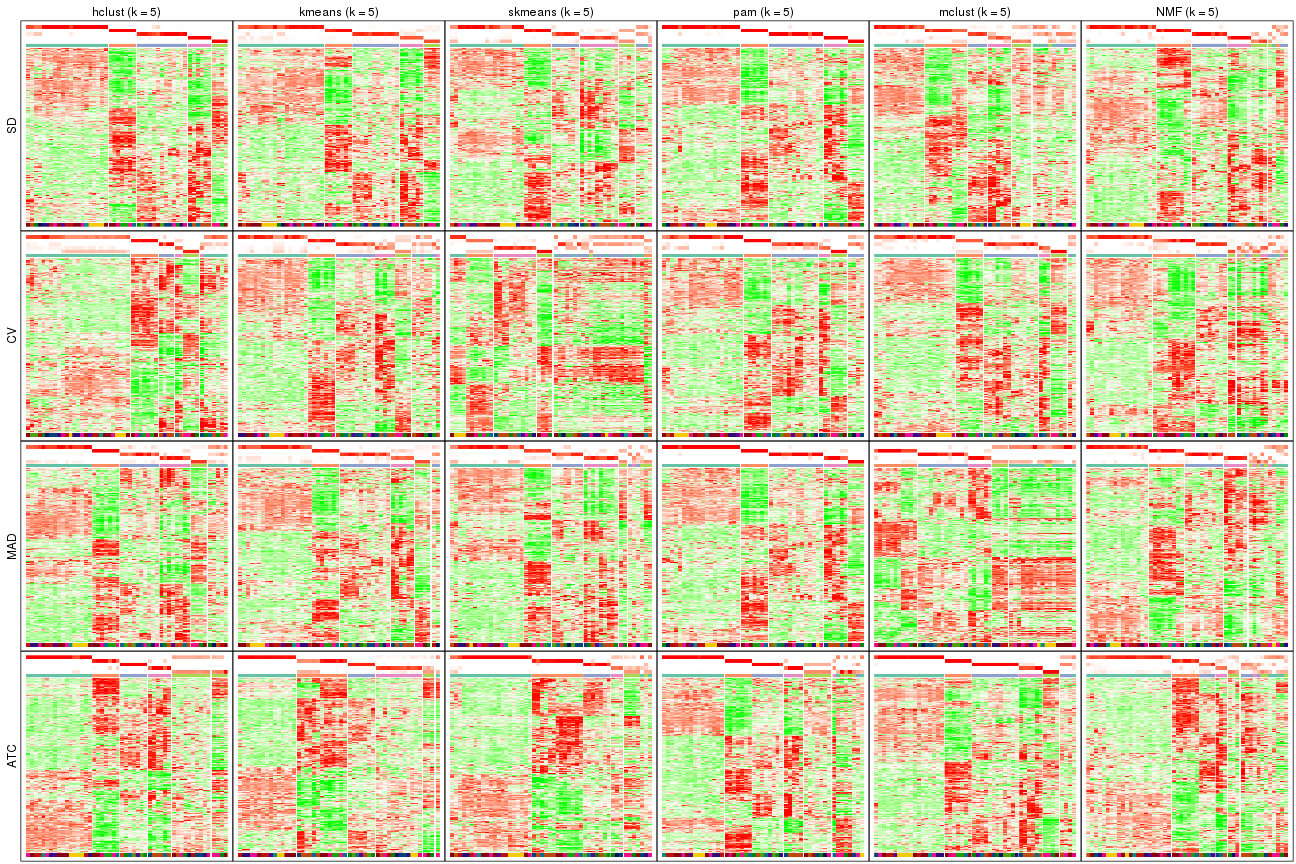 hclust (k = 5)
kmeans (k = 5)
skmeans (k = 5)
pam (k = 5)
mclust (k = 5)
NMF (k = 5)
SD
CV
MAD
ATC